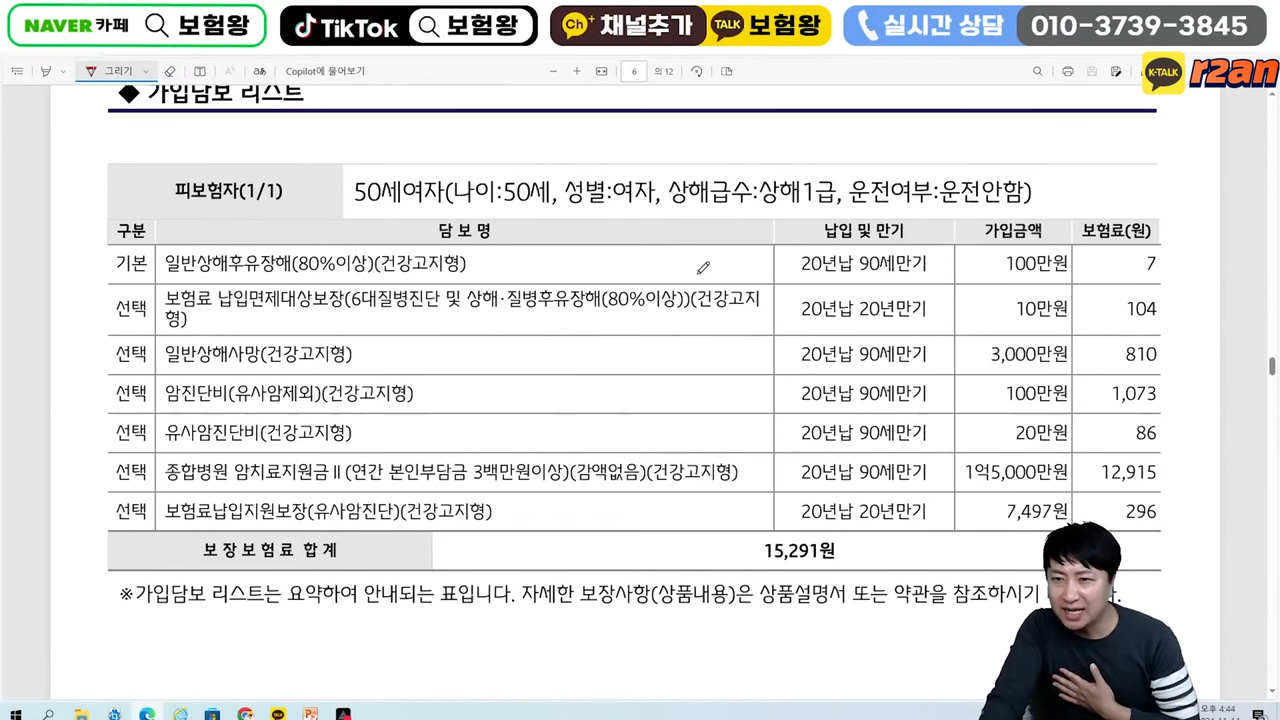 NAVER 카페 보험왕 TikTok 보험왕 Ch+ 채널추가 TALK 보험왕 실시간 상담 010-3739-3845
그리기 Copilot에 물어보기 6 의 12 K-TALK r2an
◆ 가입담보 리스트
피보험자(1/1) 50세여자(나이:50세, 성별:여자, 상해급수:상해1급, 운전여부:운전안함)
구분 담 보 명 납입 및 만기 가입금액 보험료(원)
기본 일반상해후유장해(80%이상)(건강고지형) 20년납 90세만기 100만원 7
선택 보험료 납입면제대상보장(6대질병진단 및 상해·질병후유장해(80%이상))(건강고지
형) 20년납 20년만기 10만원 104
선택 일반상해사망(건강고지형) 20년납 90세만기 3,000만원 810
선택 암진단비(유사암제외)(건강고지형) 20년납 90세만기 100만원 1,073
선택 유사암진단비(건강고지형) 20년납 90세만기 20만원 86
선택 종합병원 암치료지원금Ⅱ(연간 본인부담금 3백만원이상)(감액없음)(건강고지형) 20년납 90세만기 1억5,000만원 12,915
선택 보험료납입지원보장(유사암진단)(건강고지형) 20년납 20년만기 7,497원 296
보 장 보 험 료 합 계 15,291원
※가입담보 리스트는 요약하여 안내되는 표입니다. 자세한 보장사항(상품내용)은 상품설명서 또는 약관을 참조하시기
오후 4:44